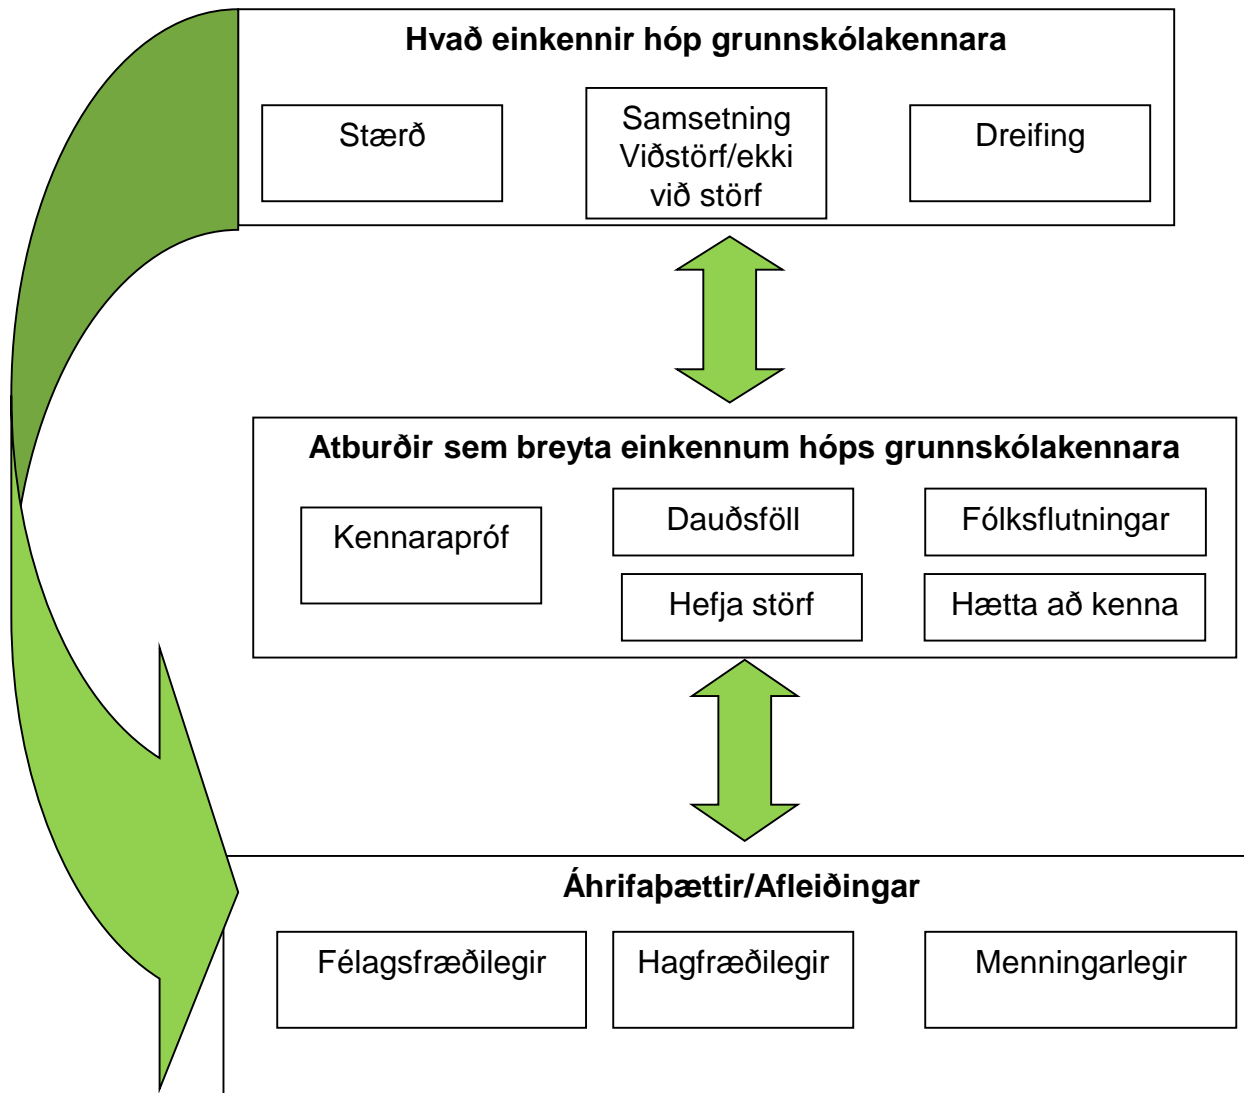 Hvað einkennir hóp grunnskólakennara
Stærð
Samsetning
Viðstörf/ekki
við störf
Dreifing
Atburðir sem breyta einkennum hóps grunnskólakennara
Kennarapróf
Dauðsföll
Fólksflutningar
Hefja störf
Hætta að kenna
Áhrifaþættir/Afleiðingar
Félagsfræðilegir
Hagfræðilegir
Menningarlegir